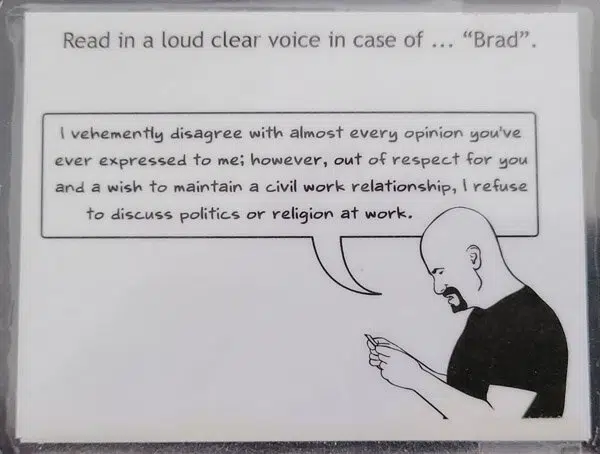 Read in a loud clear voice in case of ... “Brad”.
I vehemently disagree with almost every opinion you've
ever expressed to me; however, out of respect for you
and a wish to maintain a civil work relationship, I refuse
to discuss politics or religion at work.